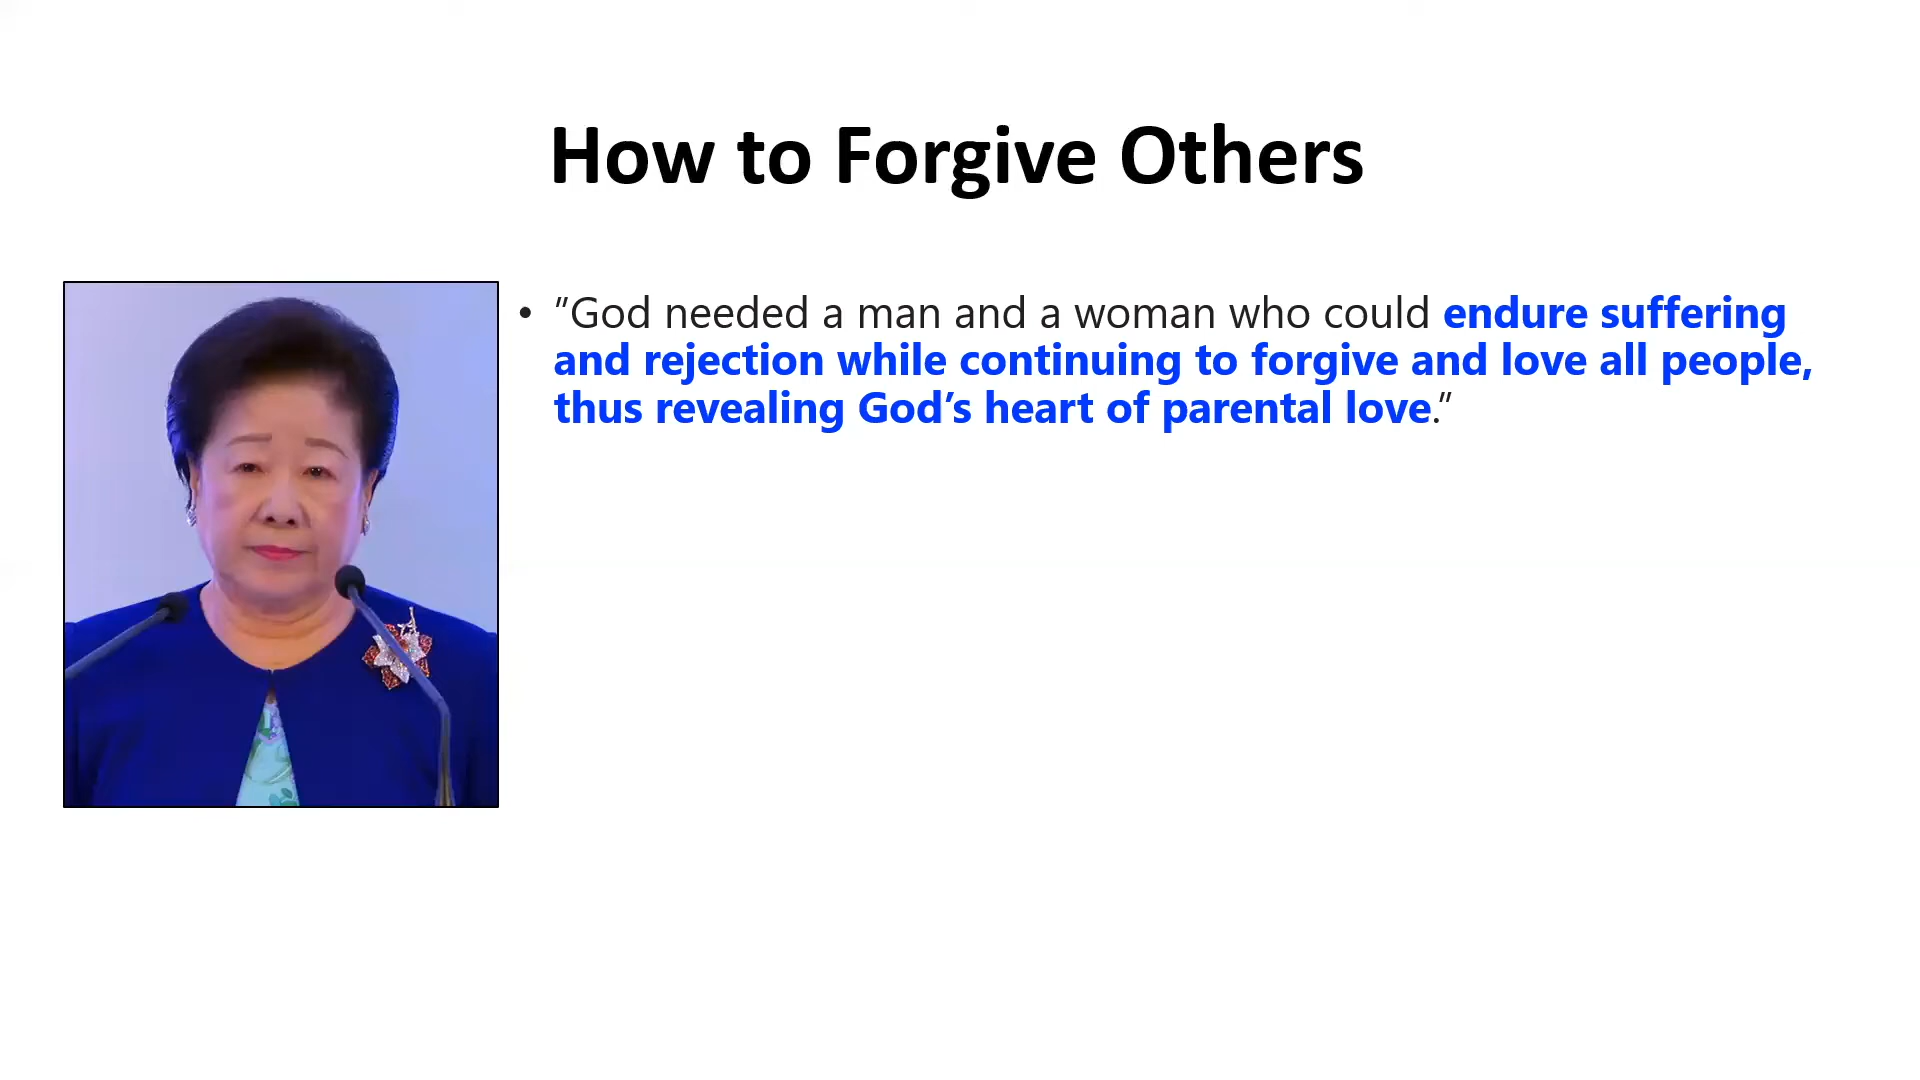 How to Forgive Others
• ”God needed a man and a woman who could endure suffering
and rejection while continuing to forgive and love all people,
thus revealing God’s heart of parental love.”